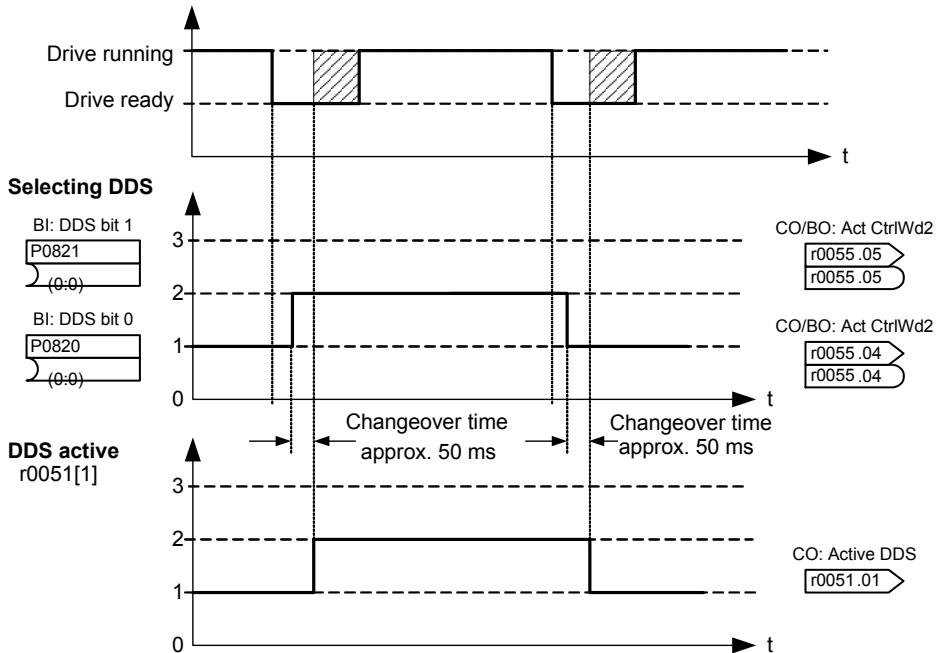 Drive running
Drive ready
t
Selecting DDS
BI: DDS bit 1
P0821
(0:0)
BI: DDS bit 0
P0820
(0:0)
3
2
1
0
t
CO/BO: Act CtrlWd2
r0055 .05
r0055 .05
CO/BO: Act CtrlWd2
r0055 .04
r0055 .04
Changeover time
approx. 50 ms
Changeover time
approx. 50 ms
DDS active
r0051[1]
3
2
1
0
t
CO: Active DDS
r0051 .01